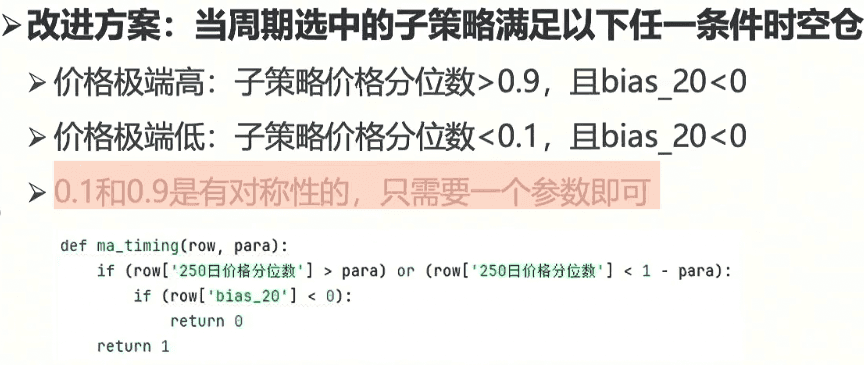 ➢改进方案：当周期选中的子策略满足以下任一条件时空仓
➢价格极端高：子策略价格分位数>0.9，且bias_20<0
➢价格极端低：子策略价格分位数<0.1，且bias_20<0
➢0.1和0.9是有对称性的，只需要一个参数即可
def ma_timing(row, para):
    if (row['250日价格分位数'] > para) or (row['250日价格分位数'] < 1 - para):
        if (row['bias_20'] < 0):
            return 0
    return 1